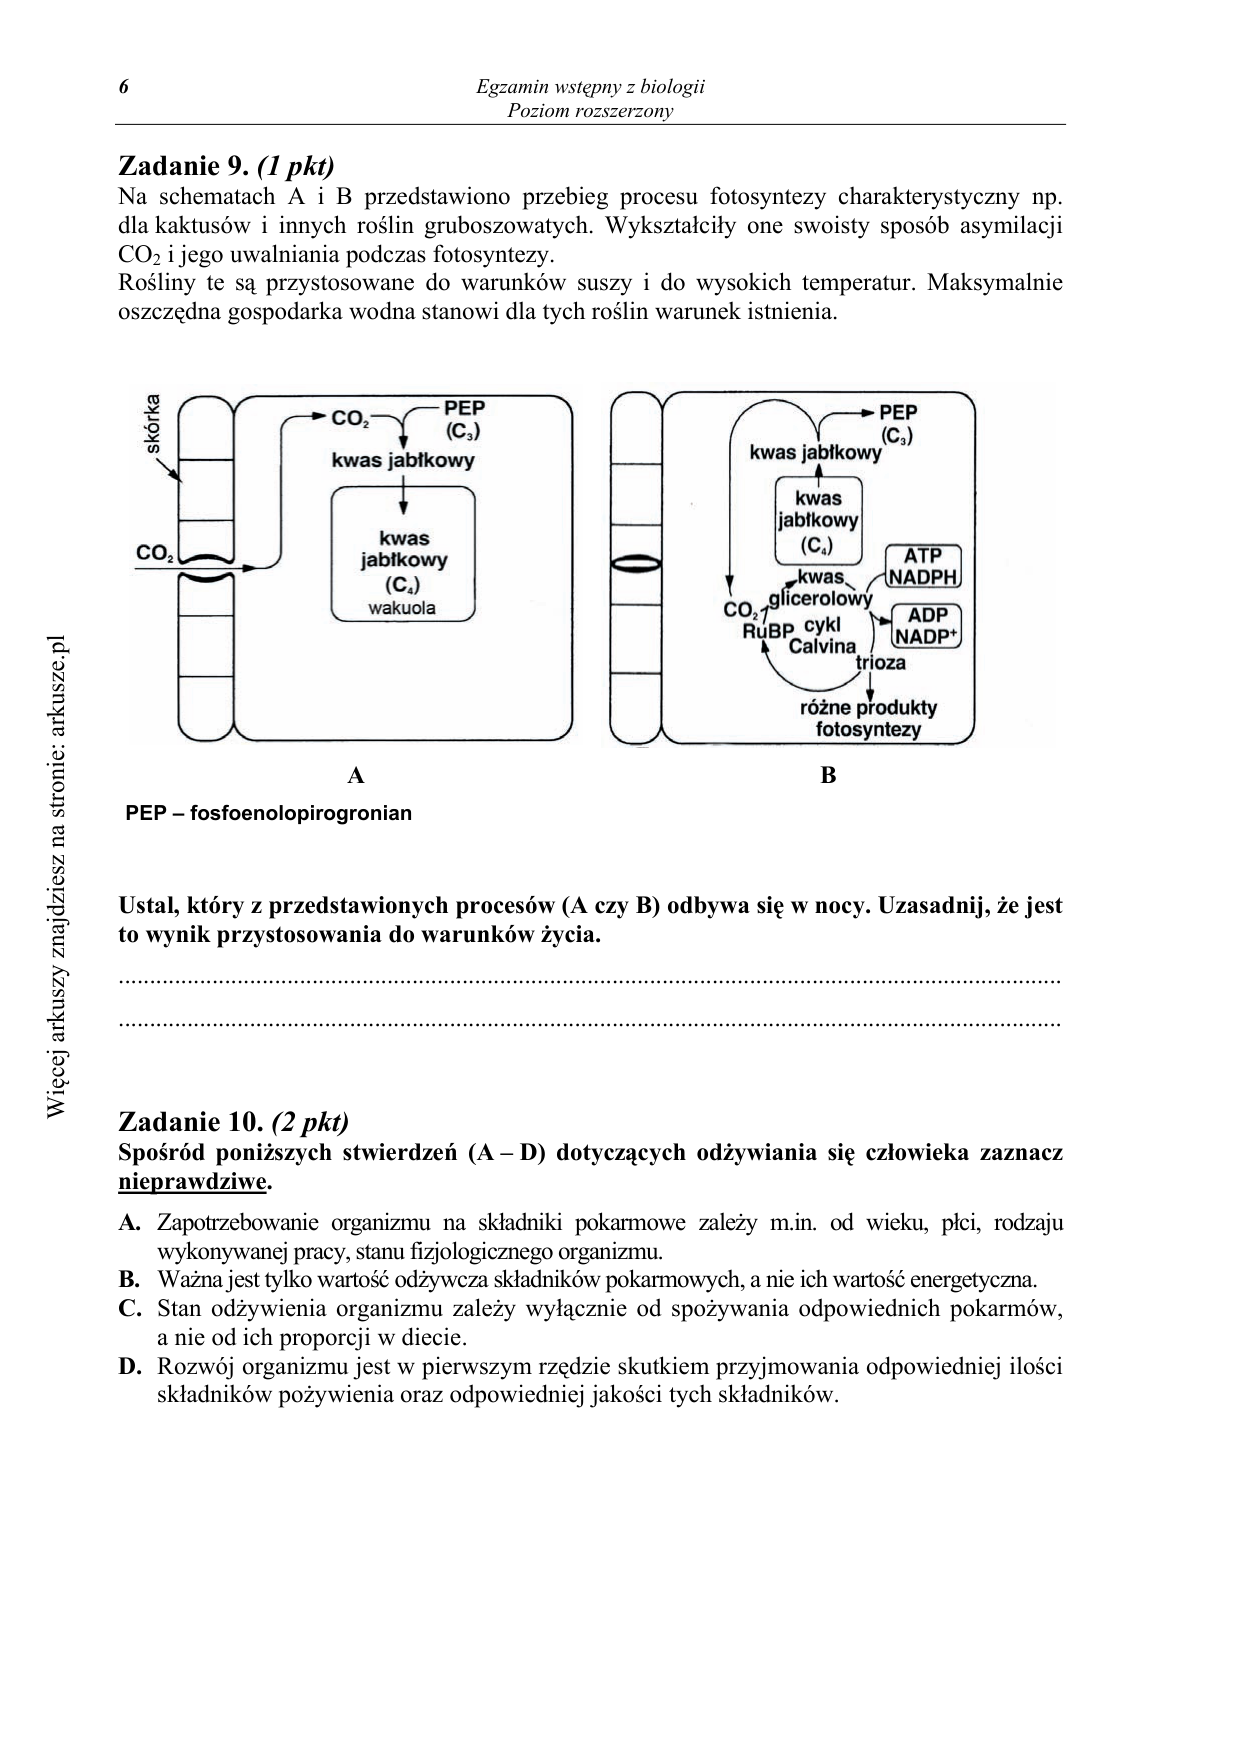 6
Egzamin wstępny z biologii
Poziom rozszerzony
Zadanie 9. (1 pkt)
Na schematach A i B przedstawiono przebieg procesu fotosyntezy charakterystyczny np.
dla kaktusów i innych roślin gruboszowatych. Wykształciły one swoisty sposób asymilacji
CO₂ i jego uwalniania podczas fotosyntezy.
Rośliny te są przystosowane do warunków suszy i do wysokich temperatur. Maksymalnie
oszczędna gospodarka wodna stanowi dla tych roślin warunek istnienia.
skórka
CO₂
CO₂
PEP
(C₃)
kwas jabłkowy
kwas
jabłkowy
(C₄)
wakuola
A
PEP
(C₃)
kwas jabłkowy
kwas
jabłkowy
(C₄)
ATP
NADPH
kwas
glicerolowy
CO₂
RuBP
cykl
Calvina
ADP
NADP⁺
trioza
różne produkty
fotosyntezy
B
PEP – fosfoenolopirogronian
Ustal, który z przedstawionych procesów (A czy B) odbywa się w nocy. Uzasadnij, że jest
to wynik przystosowania do warunków życia.
Zadanie 10. (2 pkt)
Spośród poniższych stwierdzeń (A – D) dotyczących odżywiania się człowieka zaznacz
nieprawdziwe.
A. Zapotrzebowanie organizmu na składniki pokarmowe zależy m.in. od wieku, płci, rodzaju
wykonywanej pracy, stanu fizjologicznego organizmu.
B. Ważna jest tylko wartość odżywcza składników pokarmowych, a nie ich wartość energetyczna.
C. Stan odżywienia organizmu zależy wyłącznie od spożywania odpowiednich pokarmów,
a nie od ich proporcji w diecie.
D. Rozwój organizmu jest w pierwszym rzędzie skutkiem przyjmowania odpowiedniej ilości
składników pożywienia oraz odpowiedniej jakości tych składników.
Więcej arkuszy znajdziesz na stronie: arkusze.pl